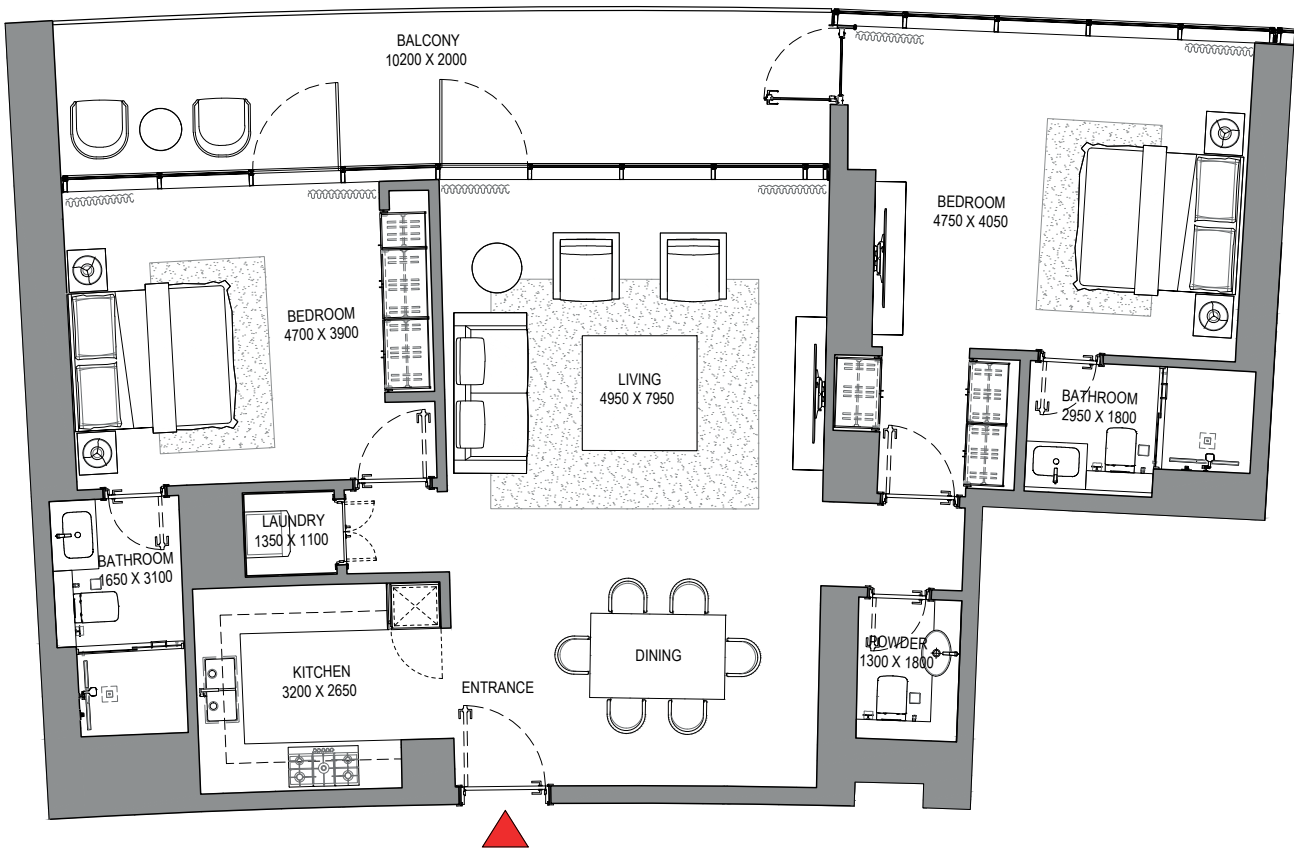 BALCONY
10200 X 2000
BEDROOM
4750 X 4050
BEDROOM
4700 X 3900
LIVING
4950 X 7950
BATHROOM
2950 X 1800
LAUNDRY
1350 X 1100
BATHROOM
1650 X 3100
KITCHEN
3200 X 2650
ENTRANCE
DINING
POWDER
1300 X 1800